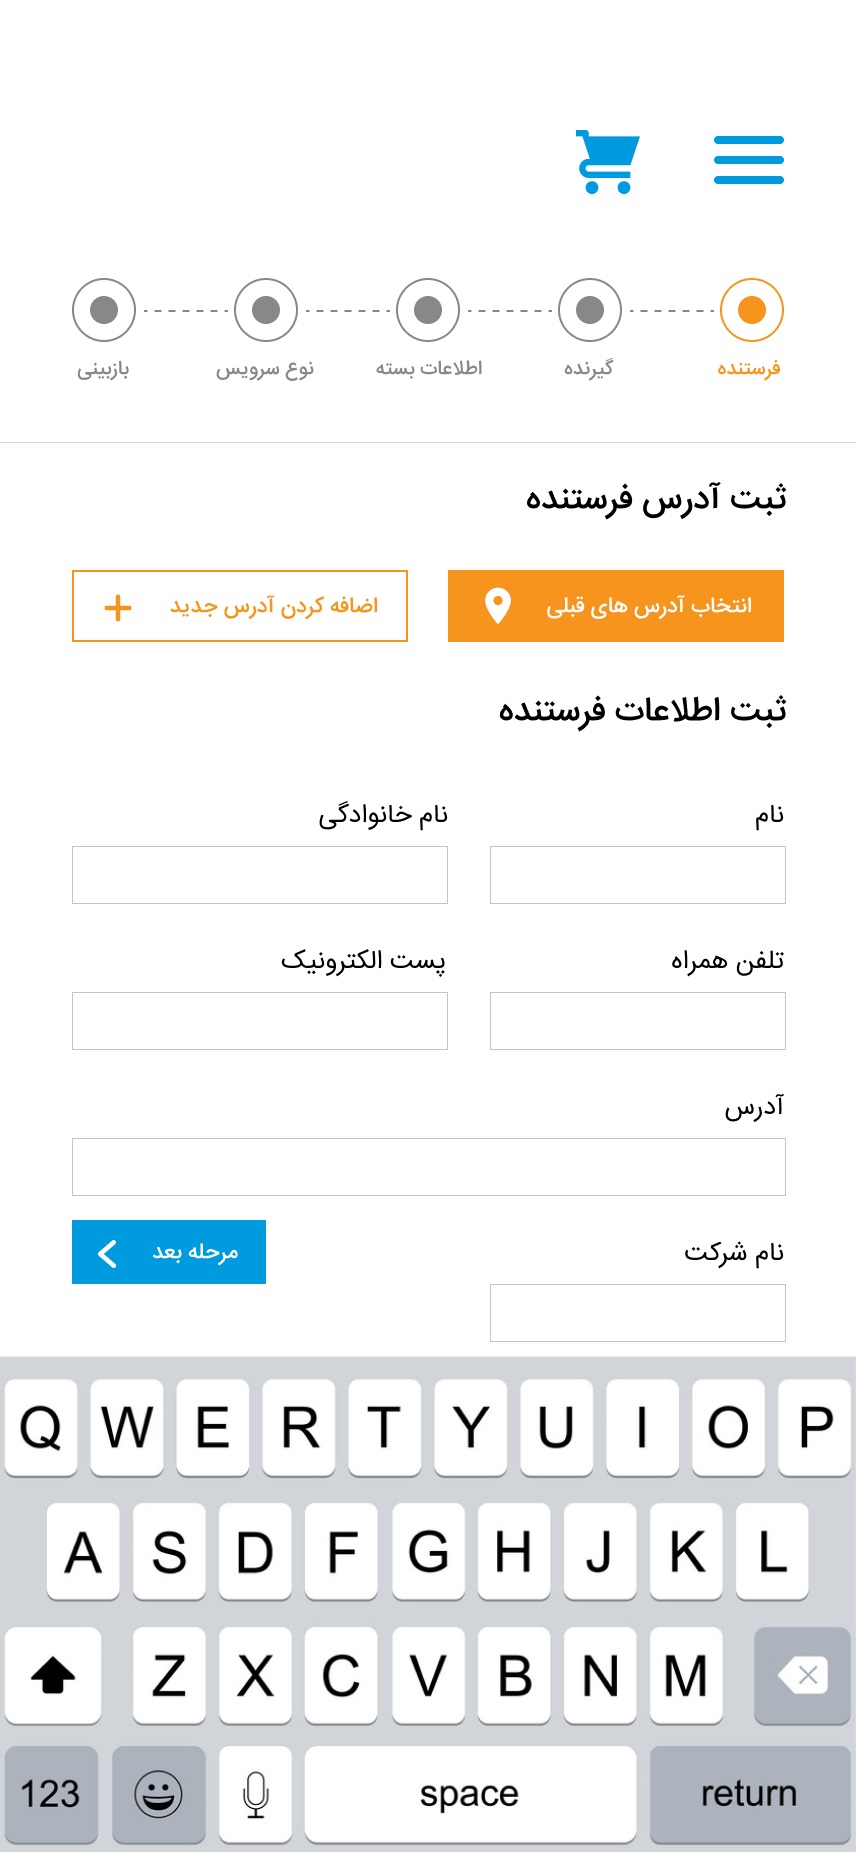 فرستنده
گیرنده
اطلاعات بسته
نوع سرویس
بازبینی
ثبت آدرس فرستنده
انتخاب آدرس های قبلی
اضافه کردن آدرس جدید
ثبت اطلاعات فرستنده
نام
نام خانوادگی
تلفن همراه
پست الکترونیک
آدرس
نام شرکت
مرحله بعد
Q W E R T Y U I O P
A S D F G H J K L
Z X C V B N M
123 space return